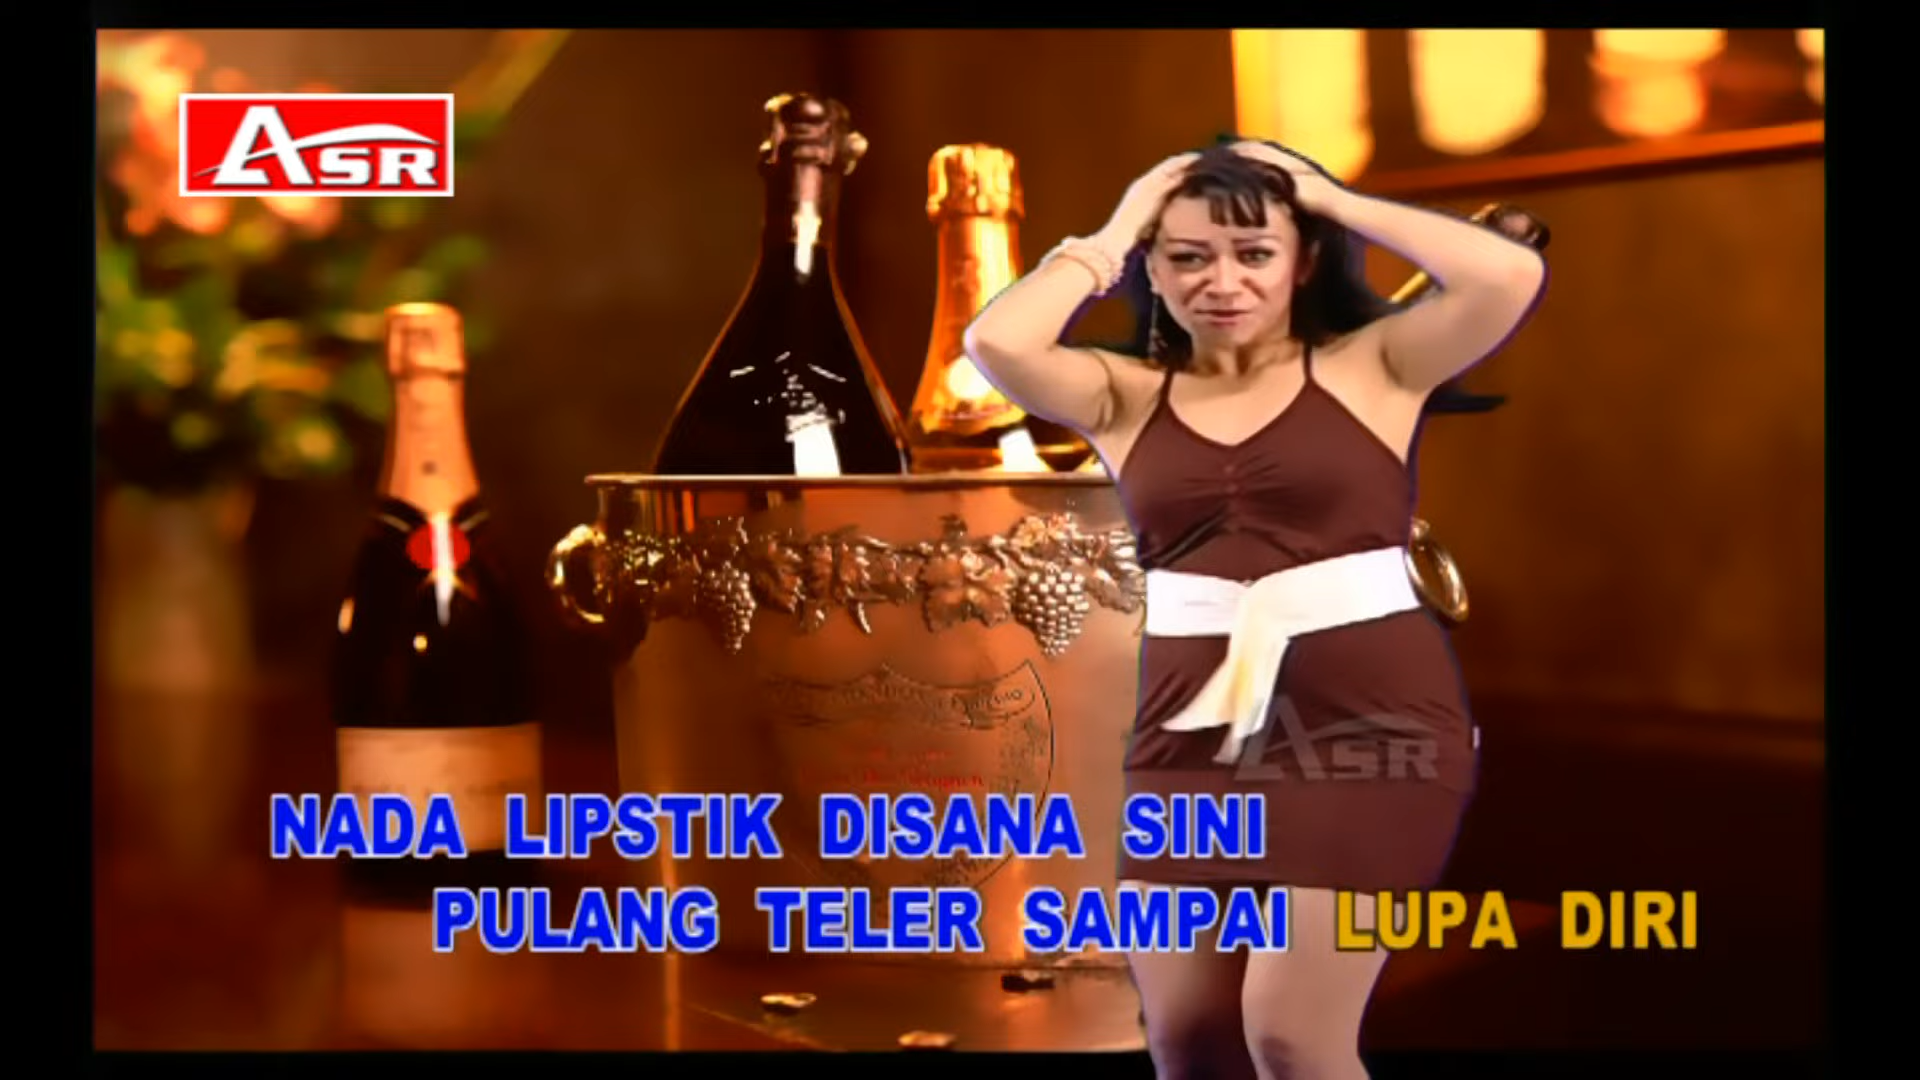 ASR
ASR
NADA LIPSTIK DISANA SINI
PULANG TELER SAMPAI LUPA DIRI